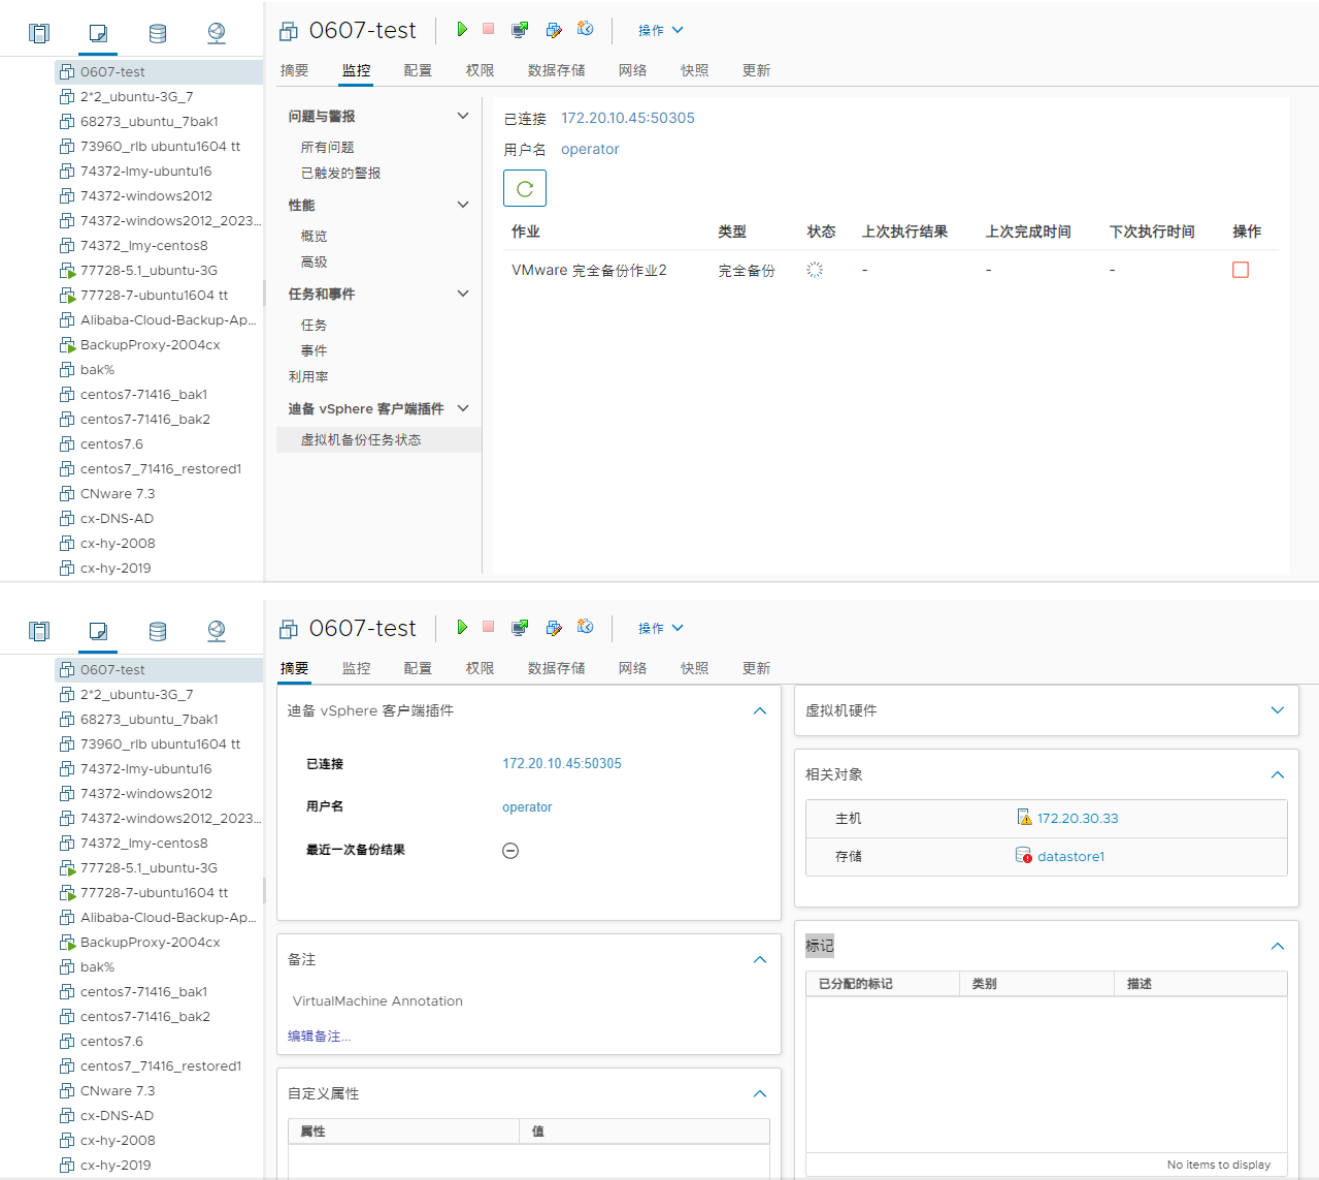 0607-test
操作
摘要 监控 配置 权限 数据存储 网络 快照 更新
0607-test
2*2_ubuntu-3G_7
68273_ubuntu_7bak1
73960_rlb ubuntu1604 tt
74372-lmy-ubuntu16
74372-windows2012
74372-windows2012_2023...
74372_lmy-centos8
77728-5.1_ubuntu-3G
77728-7-ubuntu1604 tt
Alibaba-Cloud-Backup-Ap...
BackupProxy-2004cx
bak%
centos7-71416_bak1
centos7-71416_bak2
centos7.6
centos7_71416_restored1
CNware 7.3
cx-DNS-AD
cx-hy-2008
cx-hy-2019
问题与警报
所有问题
已触发的警报
性能
概览
高级
任务和事件
任务
事件
利用率
迪备 vSphere 客户端插件
虚拟机备份任务状态
已连接 172.20.10.45:50305
用户名 operator
作业 类型 状态 上次执行结果 上次完成时间 下次执行时间 操作
VMware 完全备份作业2 完全备份 - - -
0607-test
操作
摘要 监控 配置 权限 数据存储 网络 快照 更新
0607-test
2*2_ubuntu-3G_7
68273_ubuntu_7bak1
73960_rlb ubuntu1604 tt
74372-lmy-ubuntu16
74372-windows2012
74372-windows2012_2023...
74372_lmy-centos8
77728-5.1_ubuntu-3G
77728-7-ubuntu1604 tt
Alibaba-Cloud-Backup-Ap...
BackupProxy-2004cx
bak%
centos7-71416_bak1
centos7-71416_bak2
centos7.6
centos7_71416_restored1
CNware 7.3
cx-DNS-AD
cx-hy-2008
cx-hy-2019
迪备 vSphere 客户端插件
已连接 172.20.10.45:50305
用户名 operator
最近一次备份结果
备注
VirtualMachine Annotation
编辑备注...
自定义属性
属性 值
虚拟机硬件
相关对象
主机 172.20.30.33
存储 datastore1
标记
已分配的标记 类别 描述
No items to display